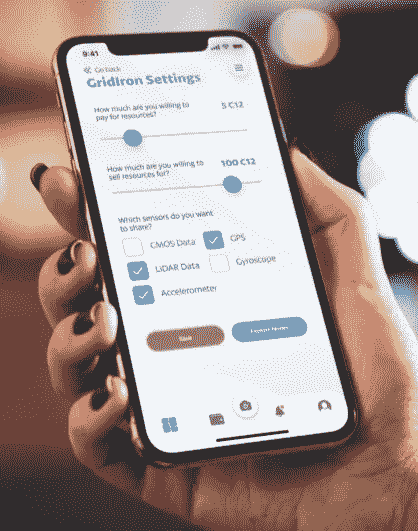 9:41
Go back
GridIron Settings
How much are you willing to
pay for resources?
5 C12
How much are you willing to
sell resources for?
100 C12
Which sensors do you want
to share?
CMOS Data
GPS
LiDAR Data
Gyroscope
Accelerometer